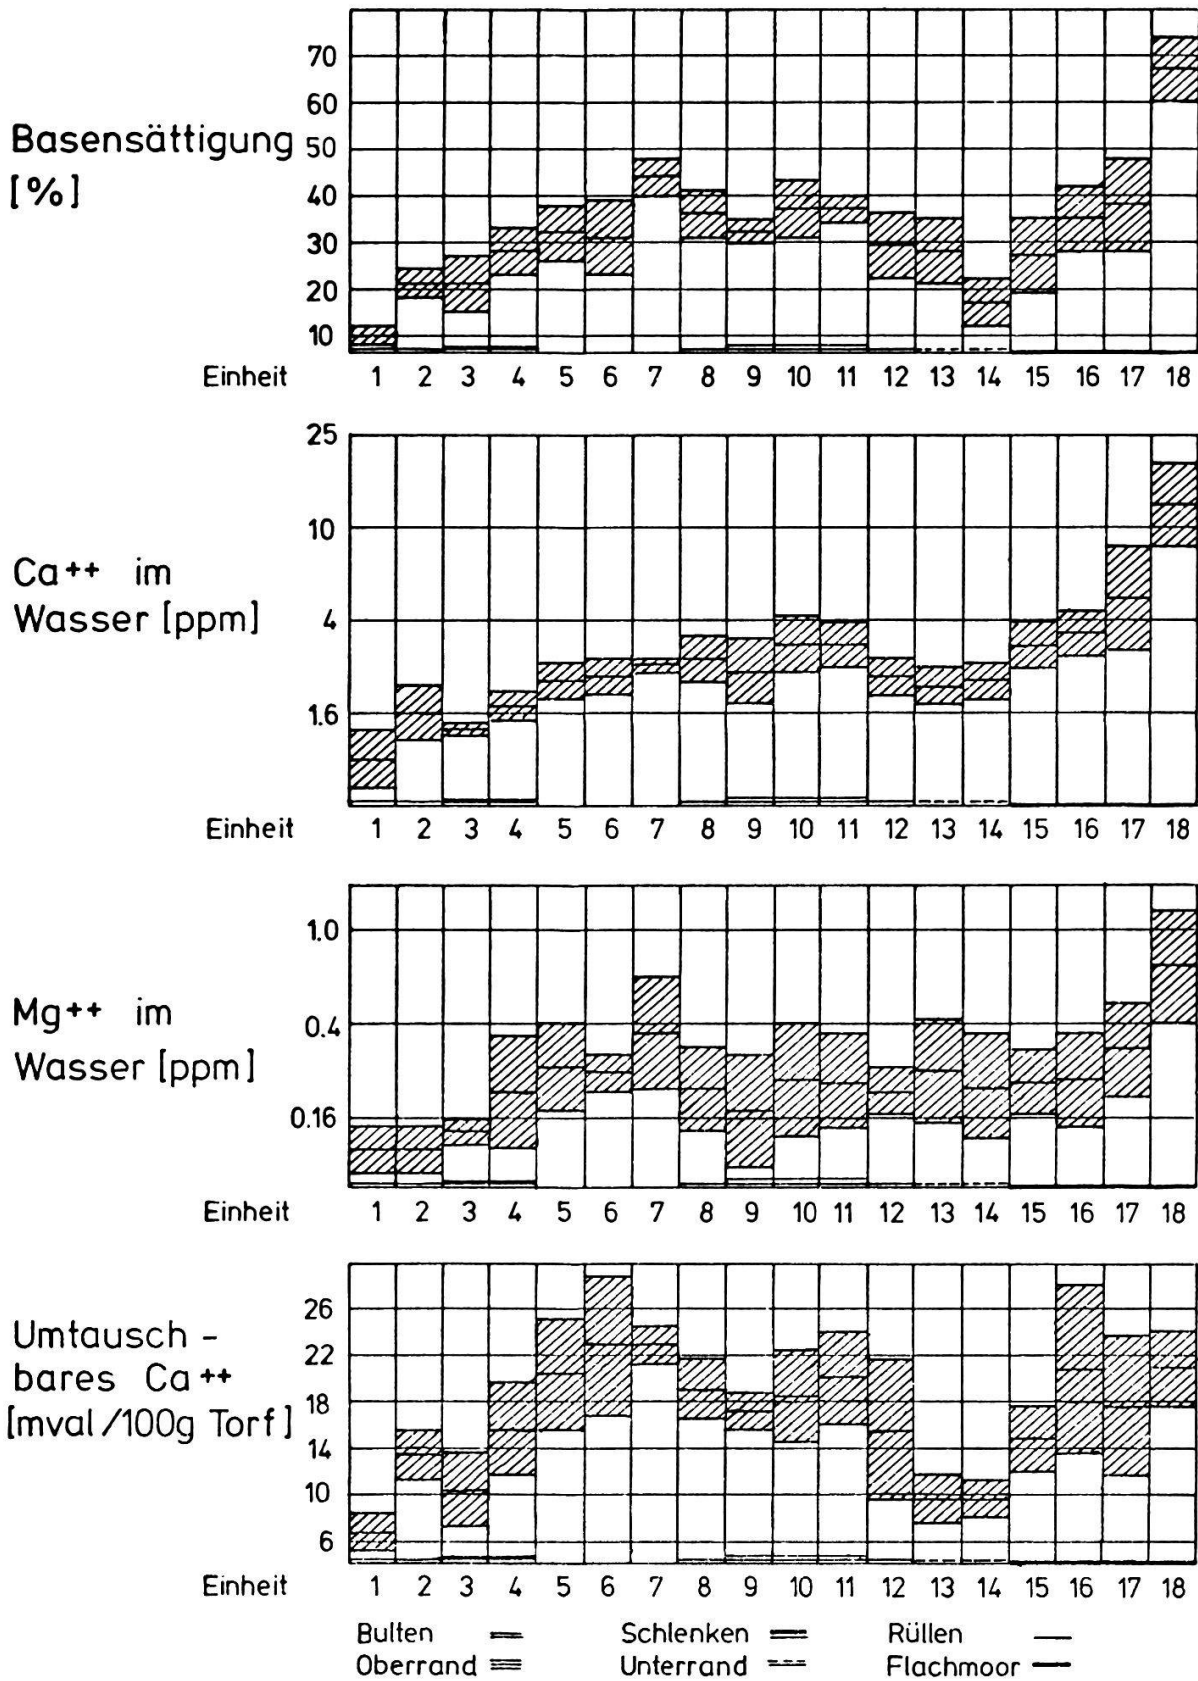 70
60
Basensättigung 50
[%] 40
30
20
10
Einheit 1 2 3 4 5 6 7 8 9 10 11 12 13 14 15 16 17 18
25
10
Ca++ im
Wasser [ppm] 4
1.6
Einheit 1 2 3 4 5 6 7 8 9 10 11 12 13 14 15 16 17 18
1.0
Mg++ im 0.4
Wasser [ppm]
0.16
Einheit 1 2 3 4 5 6 7 8 9 10 11 12 13 14 15 16 17 18
26
Umtausch- 22
bares Ca++ 18
[mval/100g Torf] 14
10
6
Einheit 1 2 3 4 5 6 7 8 9 10 11 12 13 14 15 16 17 18
Bulten Schlenken Rüllen
Oberrand Unterrand Flachmoor